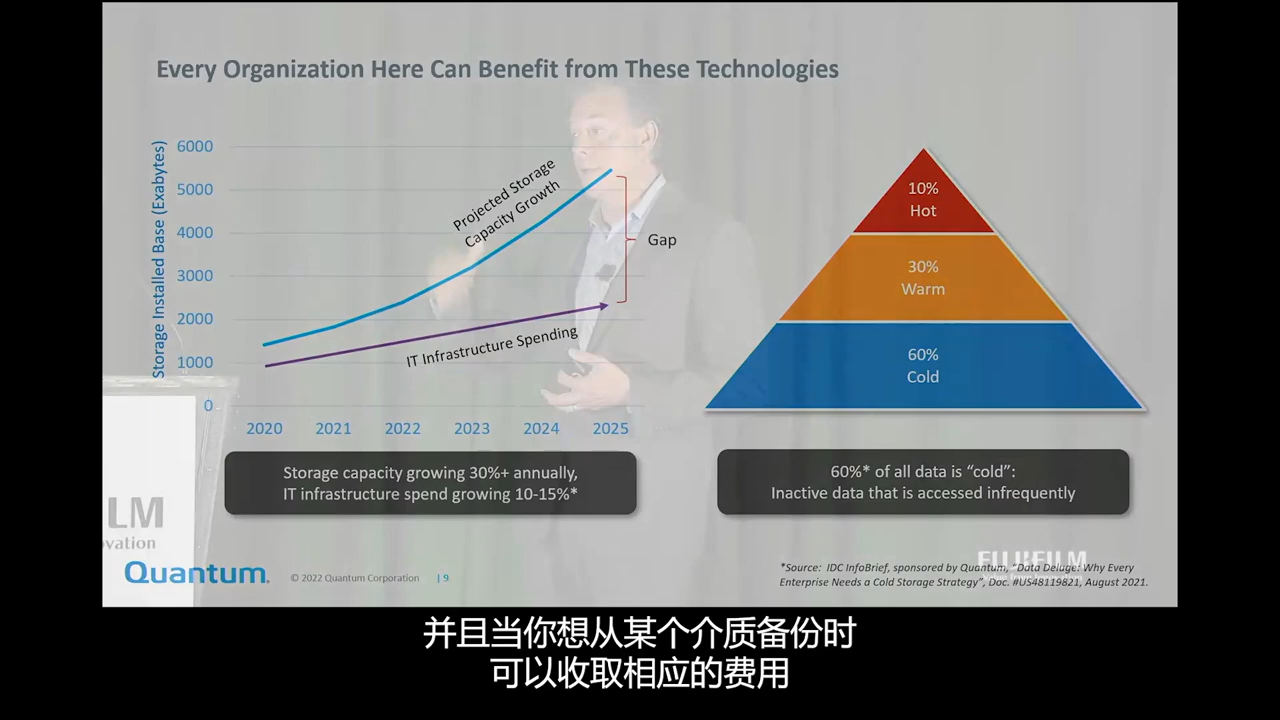 Every Organization Here Can Benefit from These Technologies
Storage Installed Base (Exabytes)
6000
5000
4000
3000
2000
1000
0
Projected Storage
Capacity Growth
IT Infrastructure Spending
Gap
2020 2021 2022 2023 2024 2025
Storage capacity growing 30%+ annually,
IT infrastructure spend growing 10-15%*
10%
Hot
30%
Warm
60%
Cold
60%* of all data is “cold”:
Inactive data that is accessed infrequently
LM
vation
Quantum
© 2022 Quantum Corporation | 9
FUJIFILM
*Source: IDC InfoBrief, sponsored by Quantum, “Data Deluge: Why Every
Enterprise Needs a Cold Storage Strategy”, Doc. #US48119821, August 2021.
并且当你想从某个介质备份时
可以收取相应的费用